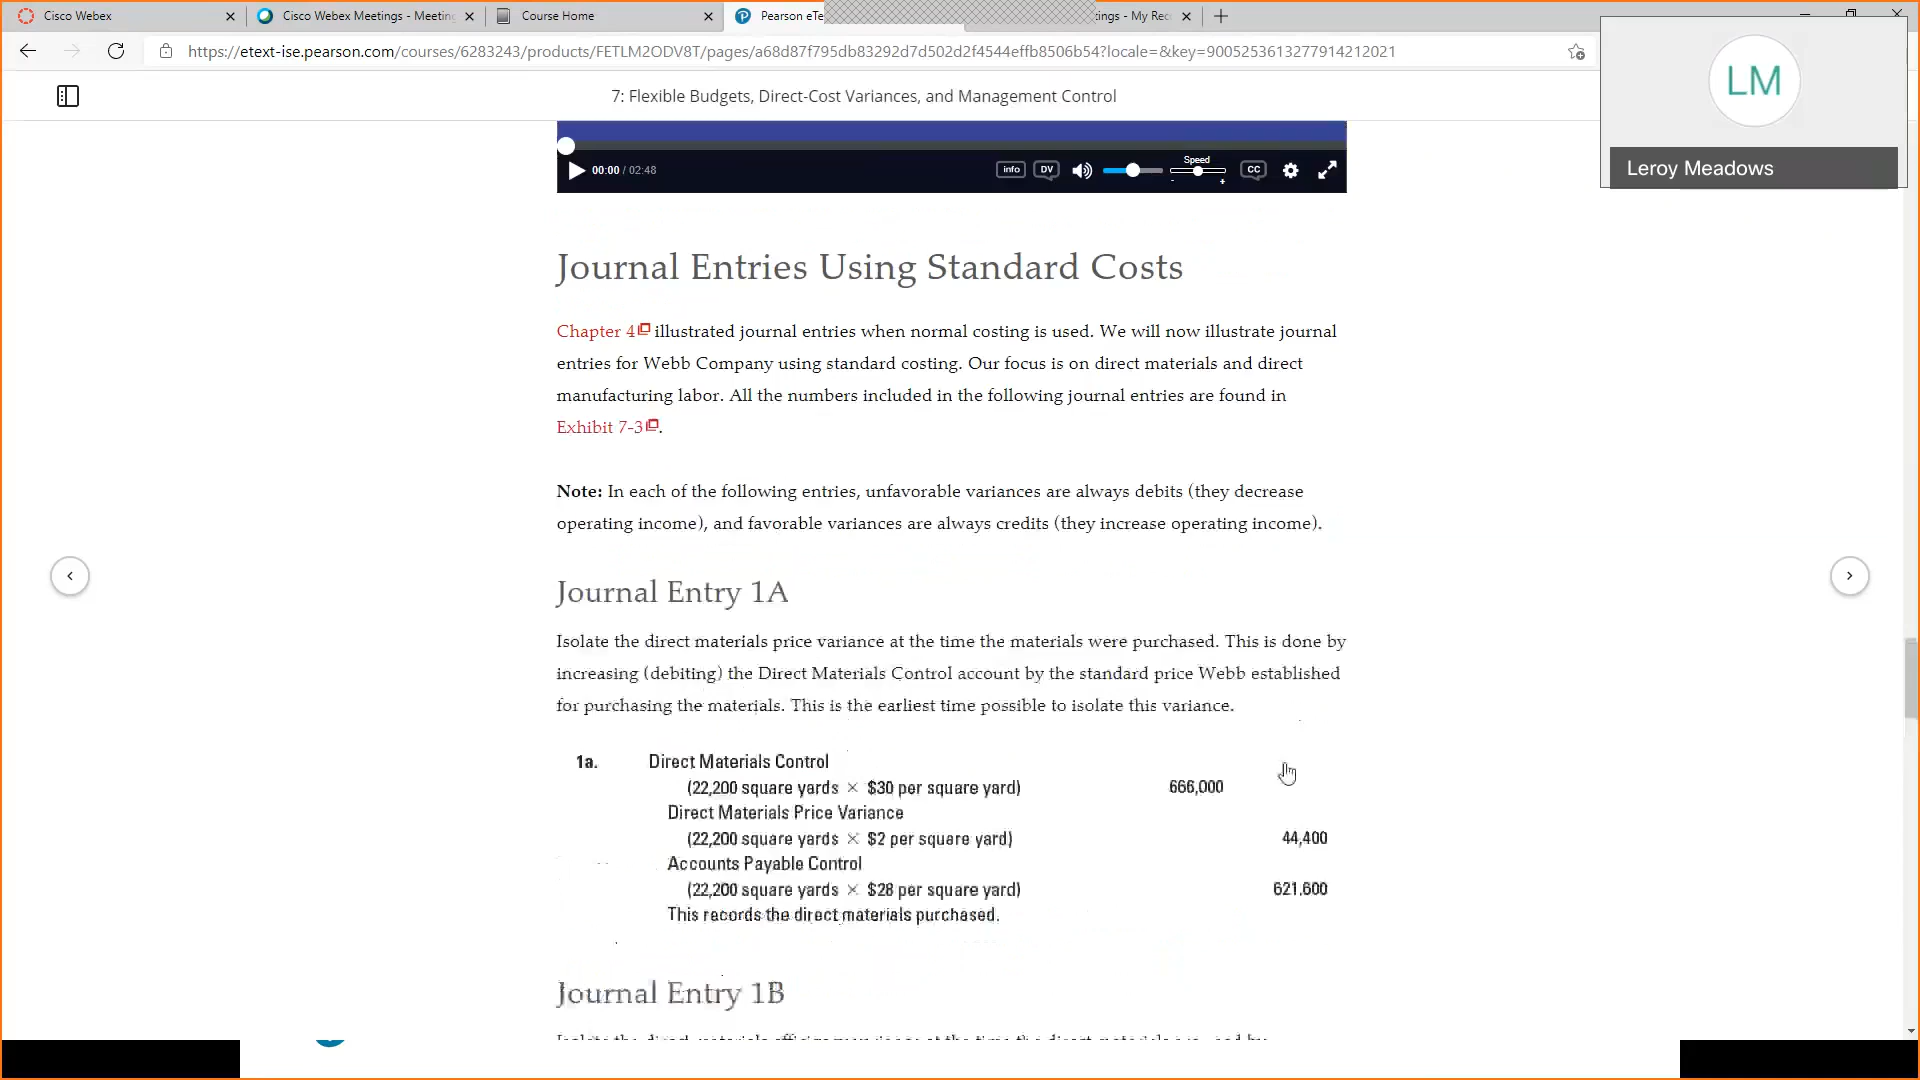 Cisco Webex
Cisco Webex Meetings - Meeting
Course Home
Pearson eTe
tings - My Rec
https://etext-ise.pearson.com/courses/6283243/products/FETLM2ODV8T/pages/a68d87f795db83292d7d502d2f4544effb8506b54?locale=&key=9005253613277914212021
LM
Leroy Meadows
7: Flexible Budgets, Direct-Cost Variances, and Management Control
00:00 / 02:48
info
DV
Speed
- +
CC
Journal Entries Using Standard Costs
Chapter 4 illustrated journal entries when normal costing is used. We will now illustrate journal
entries for Webb Company using standard costing. Our focus is on direct materials and direct
manufacturing labor. All the numbers included in the following journal entries are found in
Exhibit 7-3.
Note: In each of the following entries, unfavorable variances are always debits (they decrease
operating income), and favorable variances are always credits (they increase operating income).
Journal Entry 1A
Isolate the direct materials price variance at the time the materials were purchased. This is done by
increasing (debiting) the Direct Materials Control account by the standard price Webb established
for purchasing the materials. This is the earliest time possible to isolate this variance.
1a. Direct Materials Control
(22,200 square yards × $30 per square yard) 666,000
Direct Materials Price Variance
(22,200 square yards × $2 per square yard) 44,400
Accounts Payable Control
(22,200 square yards × $28 per square yard) 621,600
This records the direct materials purchased.
Journal Entry 1B